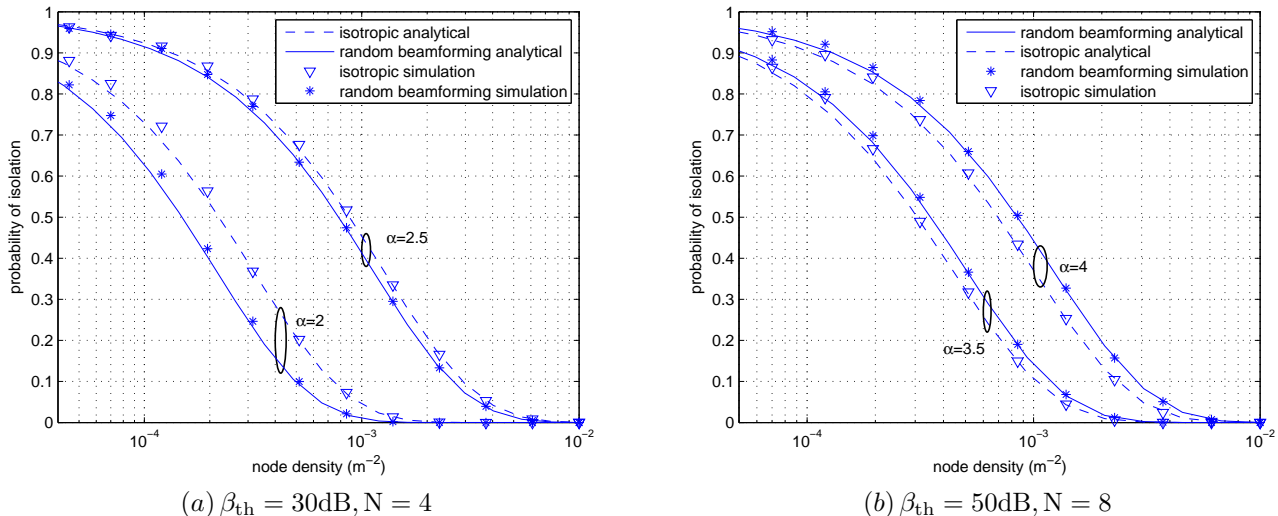 1
0.9
0.8
0.7
0.6
0.5
0.4
0.3
0.2
0.1
0
probability of isolation
isotropic analytical
random beamforming analytical
isotropic simulation
random beamforming simulation
α=2.5
α=2
10⁻⁴
10⁻³
10⁻²
node density (m⁻²)
(a) βth = 30dB, N = 4
1
0.9
0.8
0.7
0.6
0.5
0.4
0.3
0.2
0.1
0
probability of isolation
random beamforming analytical
isotropic analytical
random beamforming simulation
isotropic simulation
α=4
α=3.5
10⁻⁴
10⁻³
10⁻²
node density (m⁻²)
(b) βth = 50dB, N = 8